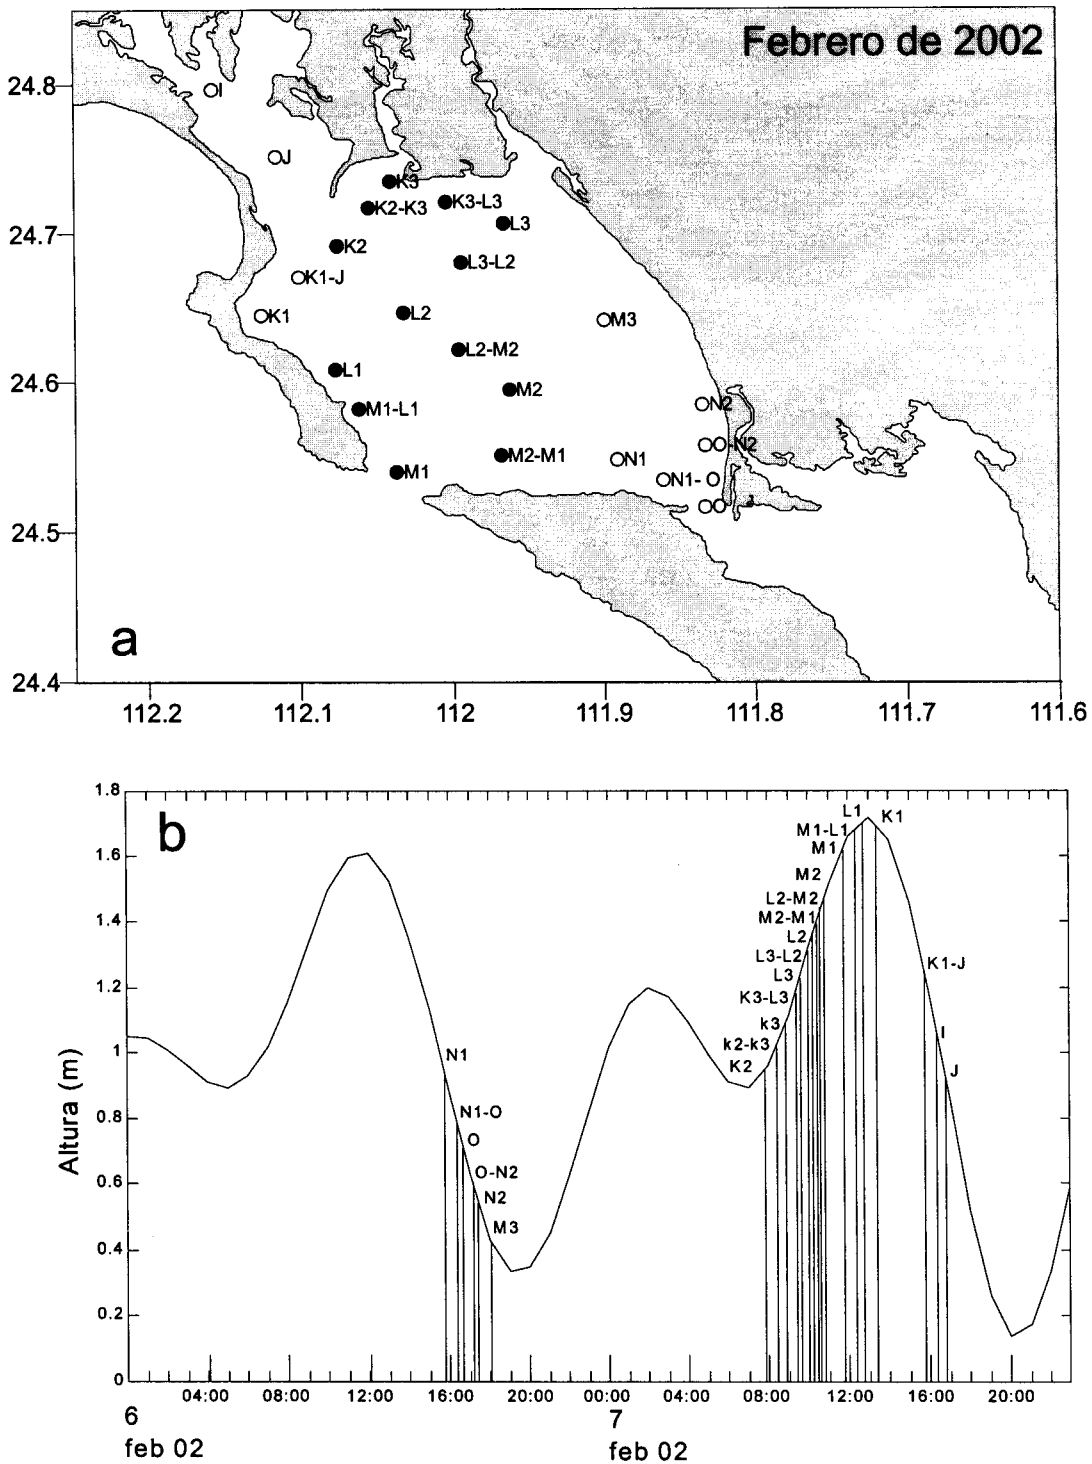 Febrero de 2002
24.8
I
J
K3
K2-K3
K3-L3
24.7
L3
K2
L3-L2
K1-J
L2
K1
M3
L2-M2
L1
24.6
M2
M1-L1
N2
O-N2
M2-M1
N1
M1
N1- O
O
24.5
a
24.4
112.2
112.1
112
111.9
111.8
111.7
111.6
1.8
b
L1
K1
M1-L1
M1
1.6
M2
L2-M2
1.4
M2-M1
L2
L3-L2
K1-J
L3
1.2
K3-L3
k3
I
k2-k3
1
N1
K2
J
Altura (m)
0.8
N1-O
O
0.6
O-N2
N2
M3
0.4
0.2
0
04:00
08:00
12:00
16:00
20:00
00:00
04:00
08:00
12:00
16:00
20:00
6
7
feb 02
feb 02